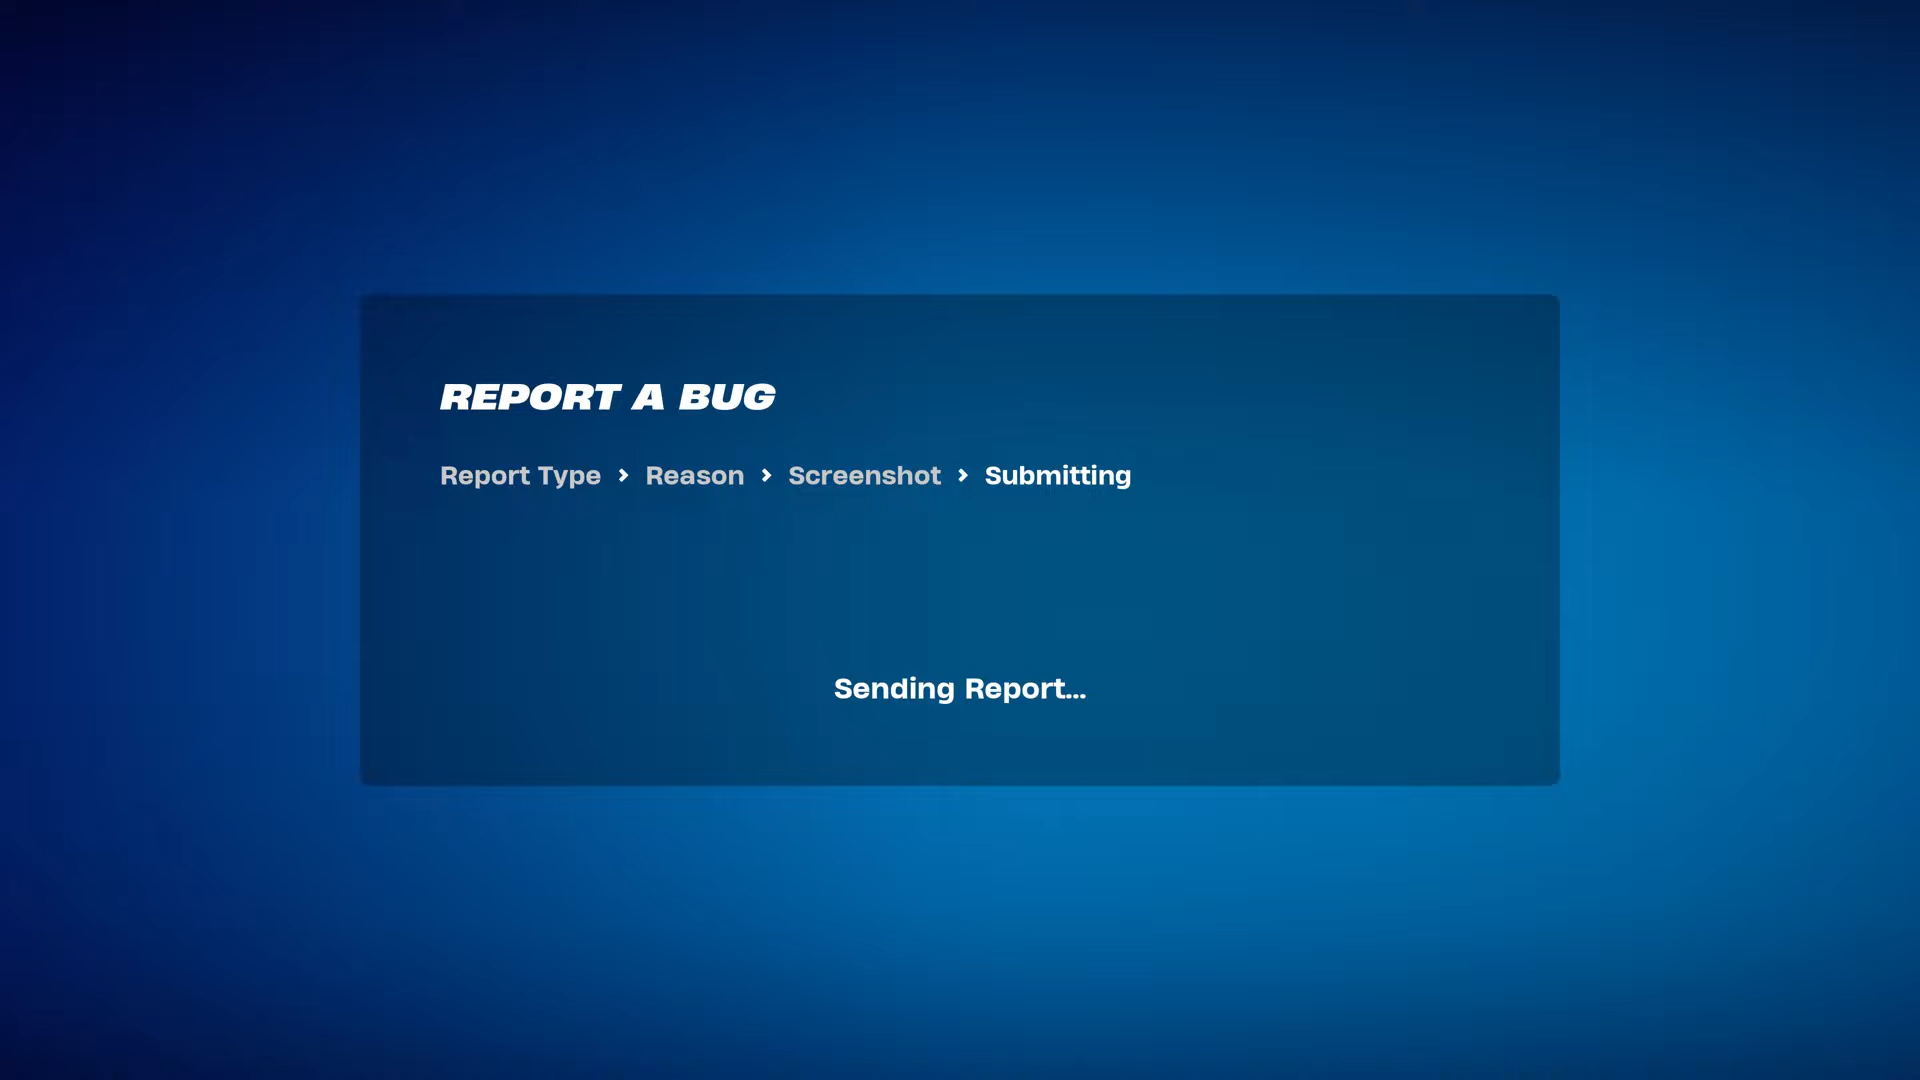 REPORT A BUG
Report Type > Reason > Screenshot > Submitting
Sending Report...